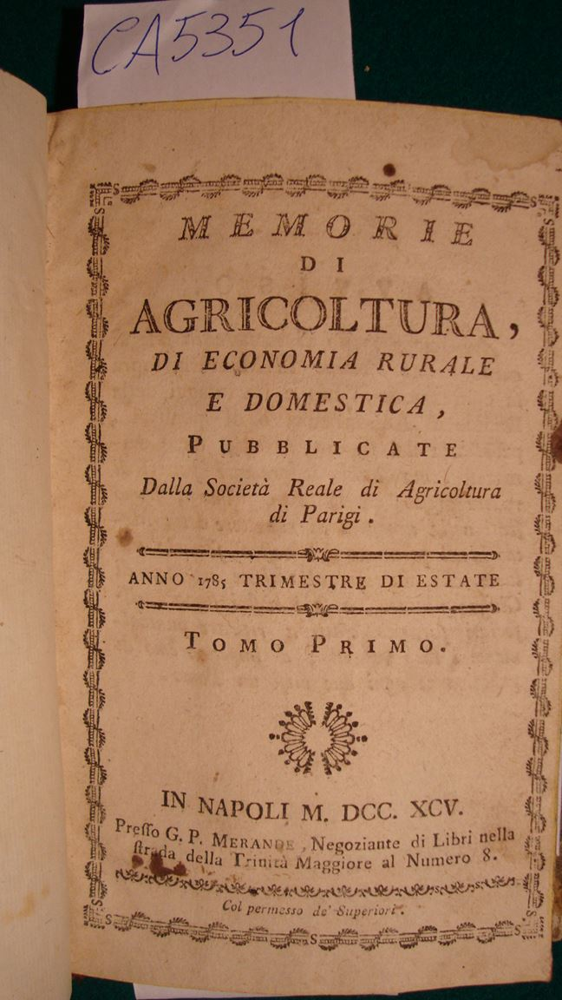 CA5351
MEMORIE
DI
AGRICOLTURA,
DI ECONOMIA RURALE
E DOMESTICA,
PUBBLICATE
Dalla Società Reale di Agricoltura
di Parigi.
ANNO 1785 TRIMESTRE DI ESTATE
TOMO PRIMO.
IN NAPOLI M. DCC. XCV.
Presso G. P. MERANDE, Negoziante di Libri nella
strada della Trinità Maggiore al Numero 8.
Col permesso de' Superiori.